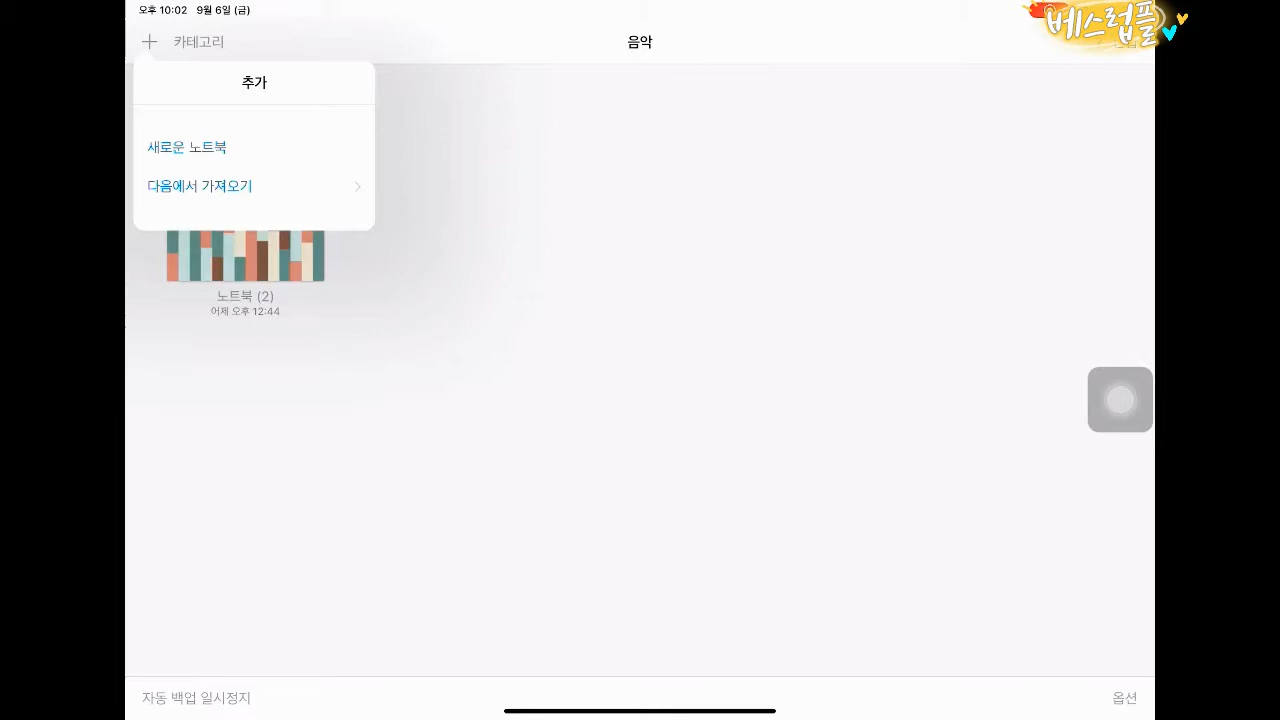 오후 10:02 9월 6일 (금)
베스럽플
카테고리
음악
추가
새로운 노트북
다음에서 가져오기
노트북 (2)
어제 오후 12:44
자동 백업 일시정지
옵션